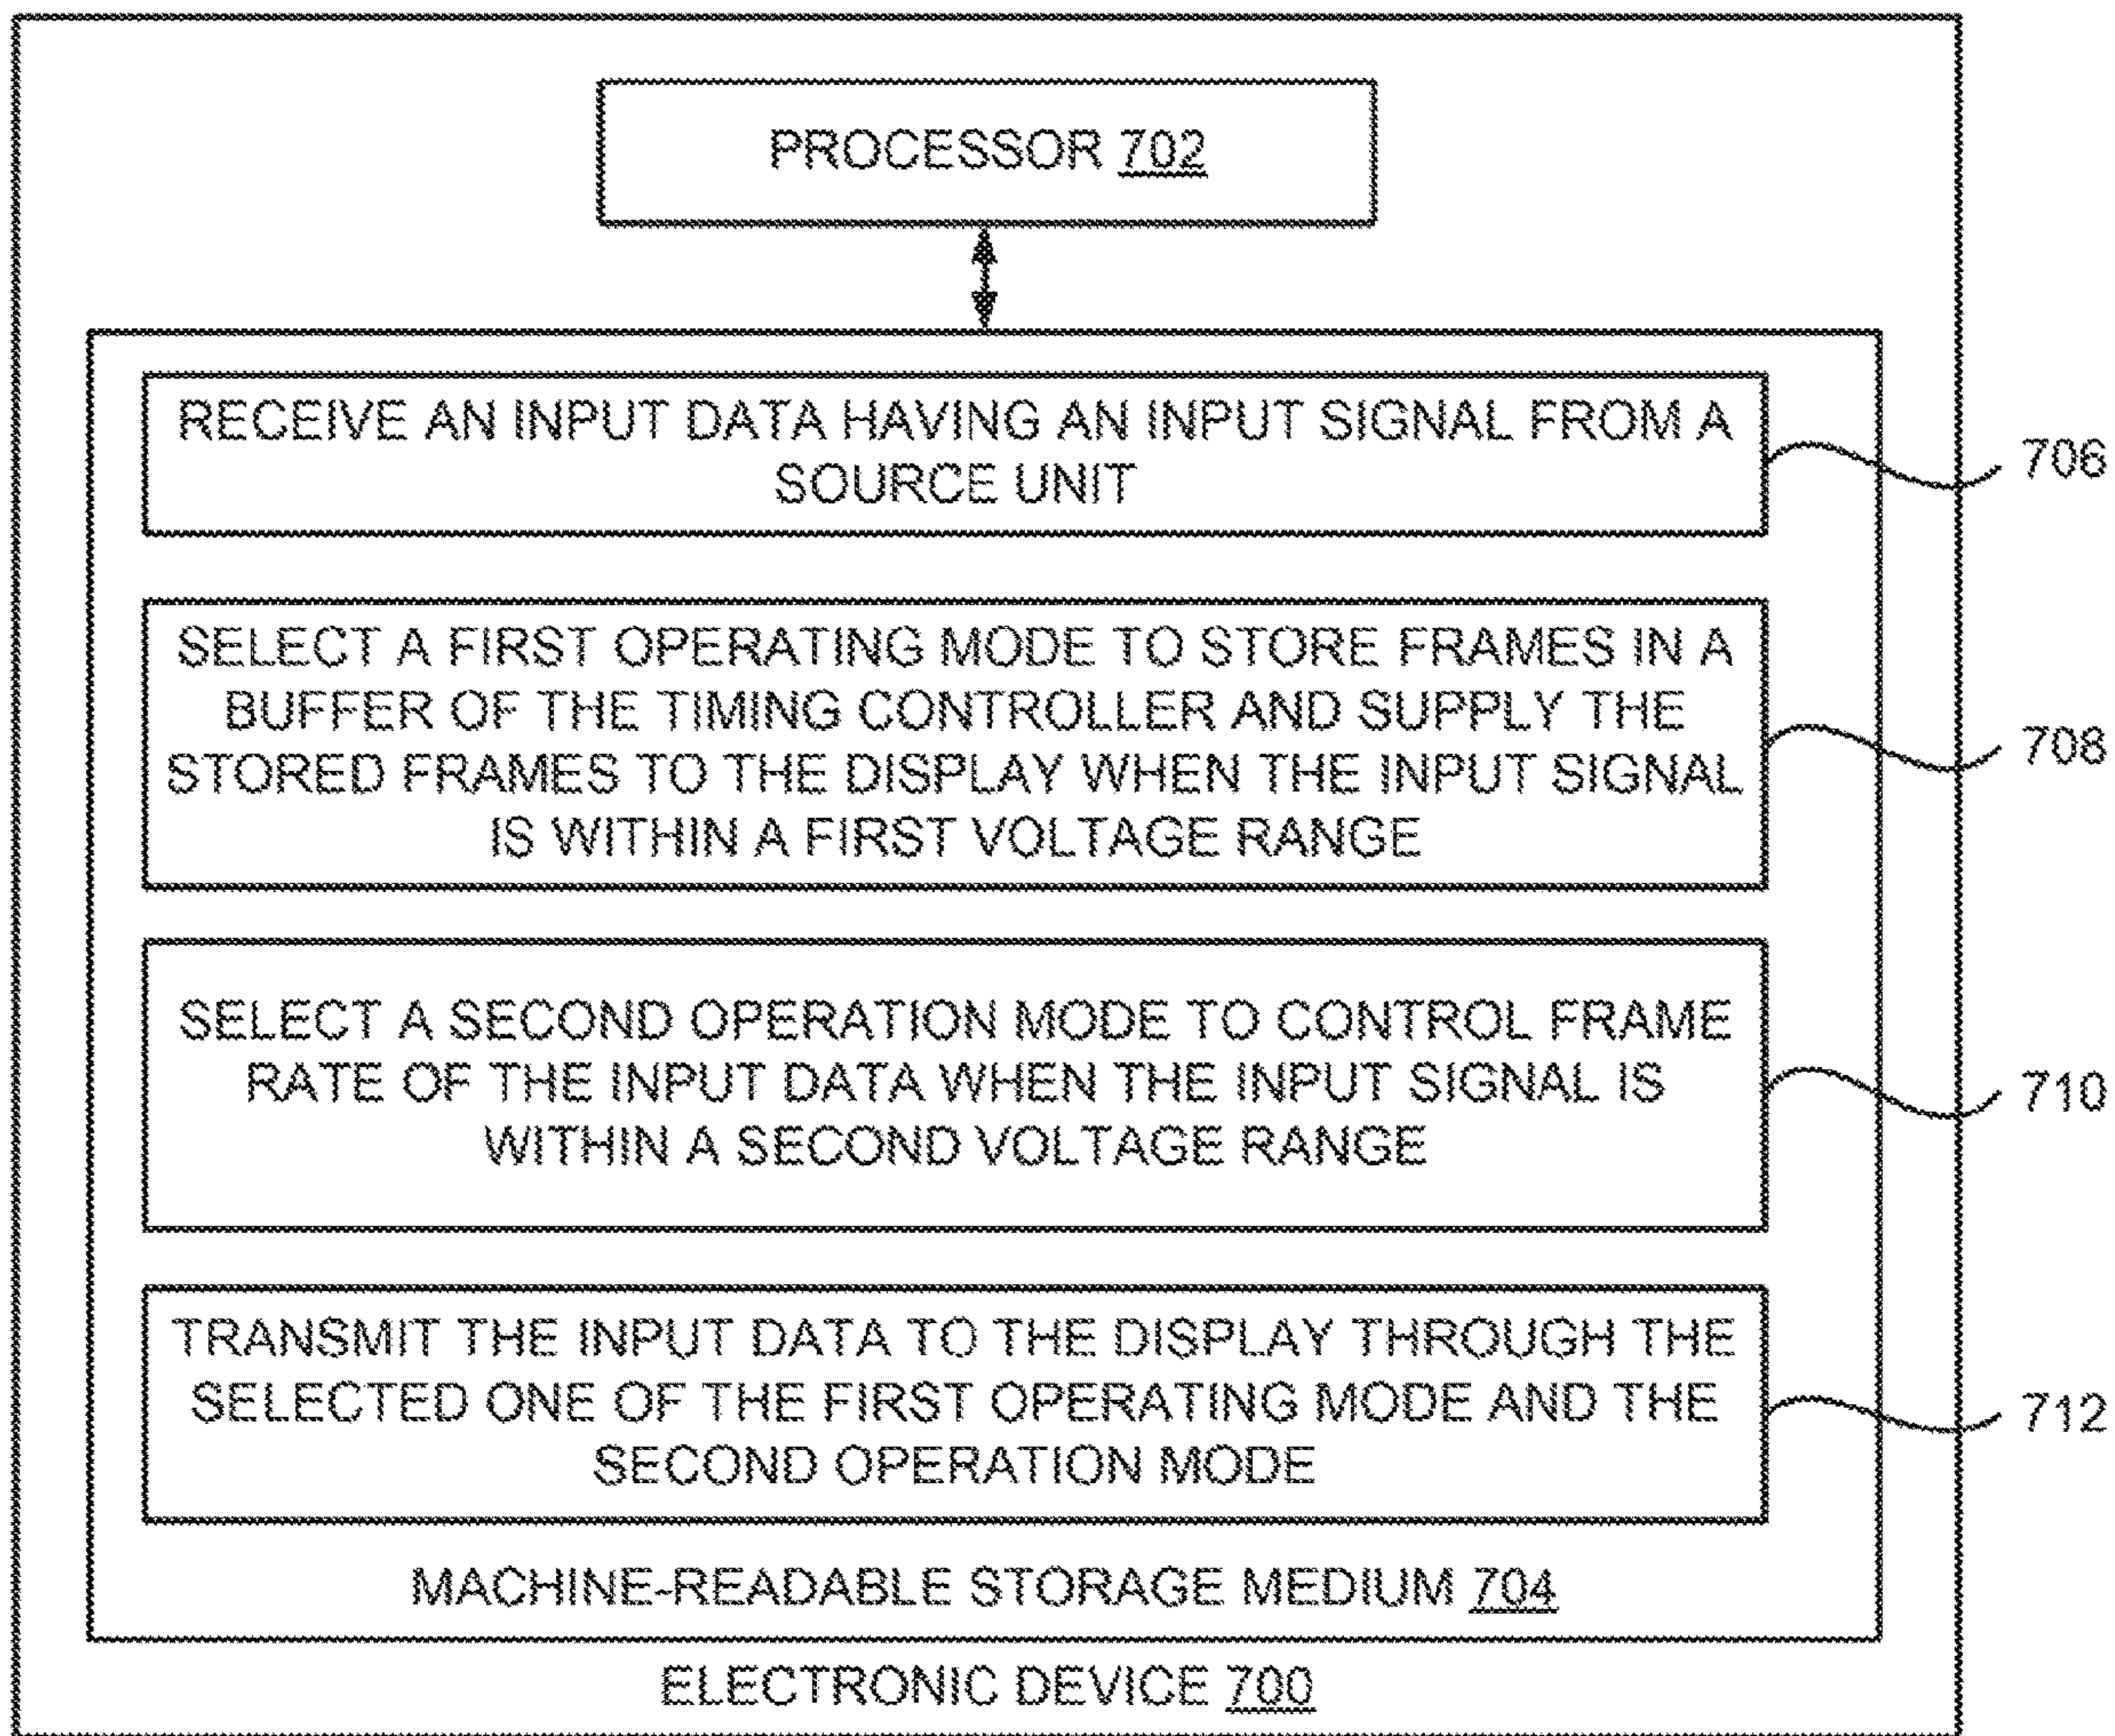 PROCESSOR 702
RECEIVE AN INPUT DATA HAVING AN INPUT SIGNAL FROM A
SOURCE UNIT
706
SELECT A FIRST OPERATING MODE TO STORE FRAMES IN A
BUFFER OF THE TIMING CONTROLLER AND SUPPLY THE
STORED FRAMES TO THE DISPLAY WHEN THE INPUT SIGNAL
IS WITHIN A FIRST VOLTAGE RANGE
708
SELECT A SECOND OPERATION MODE TO CONTROL FRAME
RATE OF THE INPUT DATA WHEN THE INPUT SIGNAL IS
WITHIN A SECOND VOLTAGE RANGE
710
TRANSMIT THE INPUT DATA TO THE DISPLAY THROUGH THE
SELECTED ONE OF THE FIRST OPERATING MODE AND THE
SECOND OPERATION MODE
712
MACHINE-READABLE STORAGE MEDIUM 704
ELECTRONIC DEVICE 700